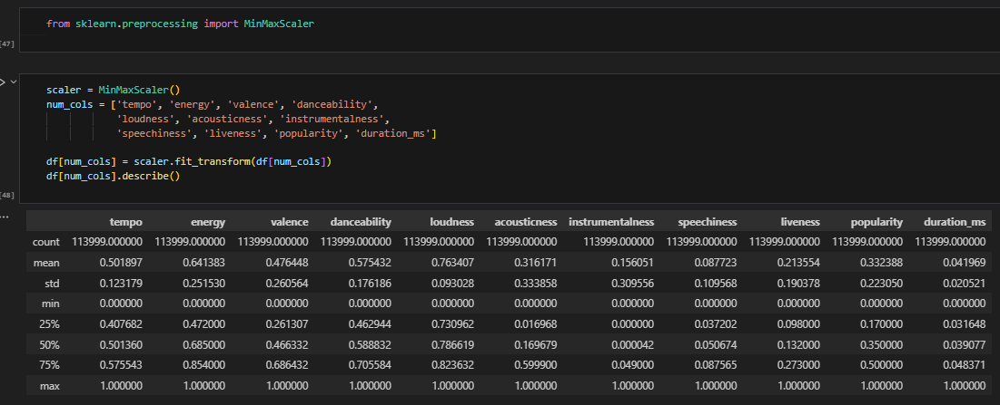 from sklearn.preprocessing import MinMaxScaler
[47]
scaler = MinMaxScaler()
num_cols = ['tempo', 'energy', 'valence', 'danceability',
'loudness', 'acousticness', 'instrumentalness',
'speechiness', 'liveness', 'popularity', 'duration_ms']
df[num_cols] = scaler.fit_transform(df[num_cols])
df[num_cols].describe()
[48]
...
tempo energy valence danceability loudness acousticness instrumentalness speechiness liveness popularity duration_ms
count 113999.000000 113999.000000 113999.000000 113999.000000 113999.000000 113999.000000 113999.000000 113999.000000 113999.000000 113999.000000 113999.000000
mean 0.501897 0.641383 0.476448 0.575432 0.763407 0.316171 0.156051 0.087723 0.213554 0.332388 0.041969
std 0.123179 0.251530 0.260564 0.176186 0.093028 0.333858 0.309556 0.109568 0.190378 0.223050 0.020521
min 0.000000 0.000000 0.000000 0.000000 0.000000 0.000000 0.000000 0.000000 0.000000 0.000000 0.000000
25% 0.407682 0.472000 0.261307 0.462944 0.730962 0.016968 0.000000 0.037202 0.098000 0.170000 0.031648
50% 0.501360 0.685000 0.466332 0.588832 0.786619 0.169679 0.000042 0.050674 0.132000 0.350000 0.039077
75% 0.575543 0.854000 0.686432 0.705584 0.823632 0.599900 0.049000 0.087565 0.273000 0.500000 0.048371
max 1.000000 1.000000 1.000000 1.000000 1.000000 1.000000 1.000000 1.000000 1.000000 1.000000 1.000000